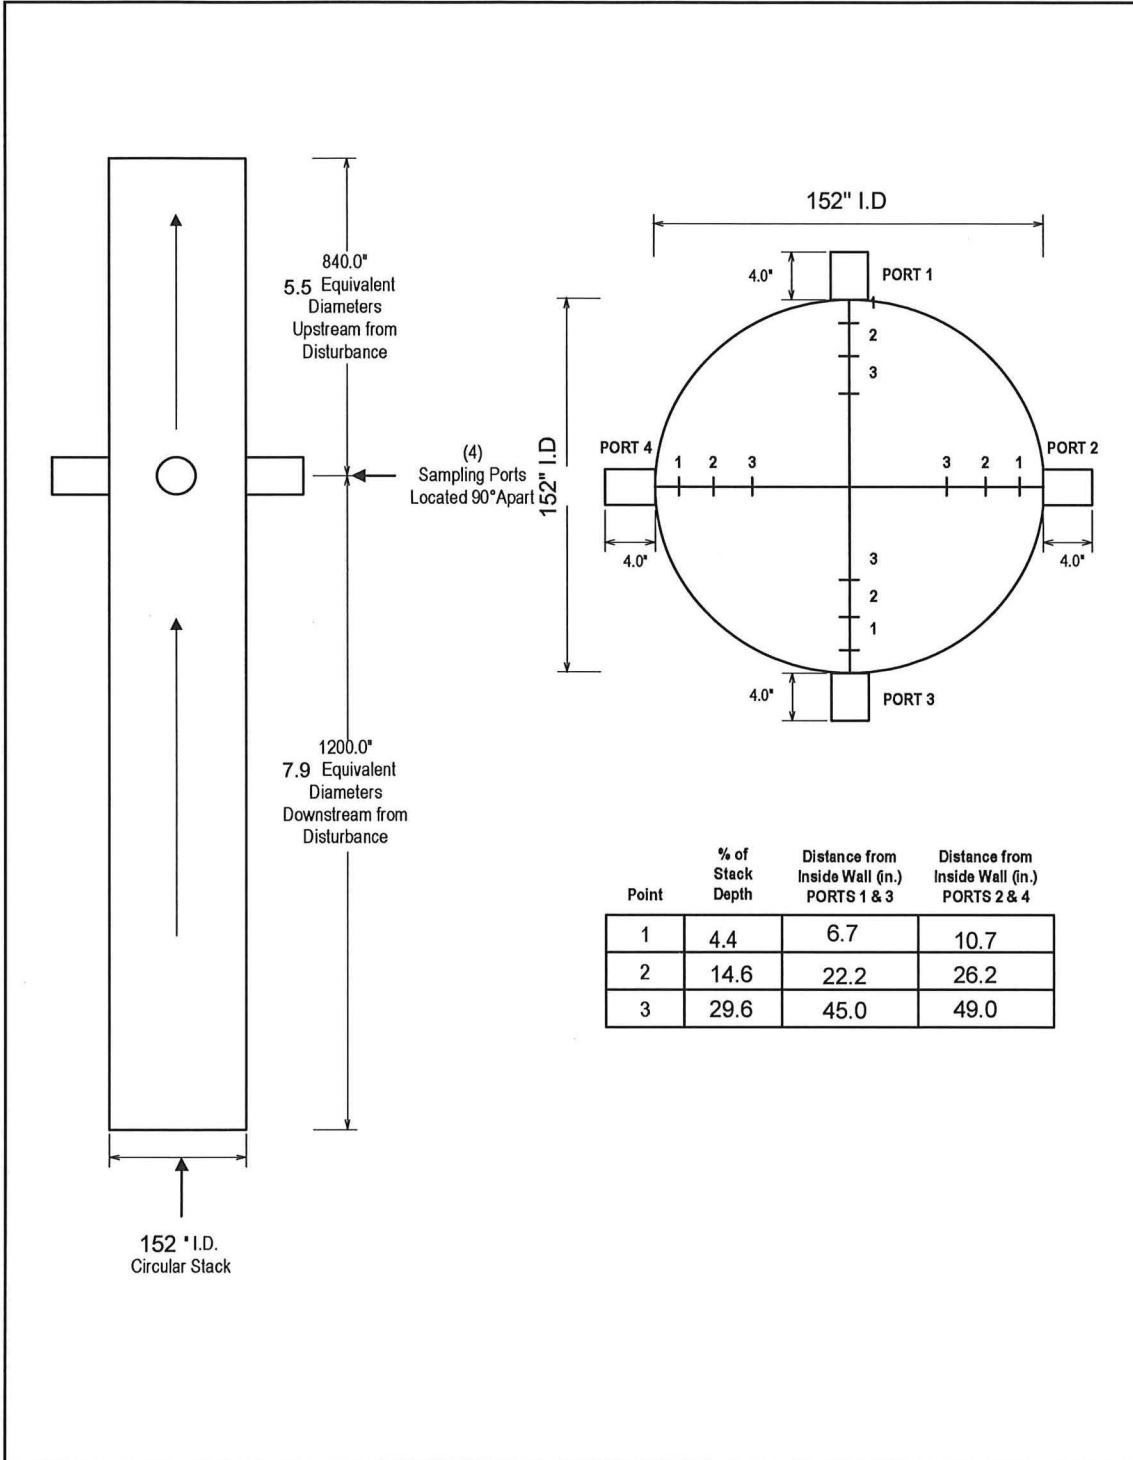 840.0"
5.5 Equivalent
Diameters
Upstream from
Disturbance
(4)
Sampling Ports
Located 90°Apart
1200.0"
7.9 Equivalent
Diameters
Downstream from
Disturbance
152 " I.D.
Circular Stack
152" I.D
4.0"
PORT 1
1
2
3
152" I.D
PORT 4
1 2 3
3 2 1
PORT 2
4.0"
4.0"
3
2
1
4.0"
PORT 3
Point
% of
Stack
Depth
Distance from
Inside Wall (in.)
PORTS 1 & 3
Distance from
Inside Wall (in.)
PORTS 2 & 4
1 4.4 6.7 10.7
2 14.6 22.2 26.2
3 29.6 45.0 49.0